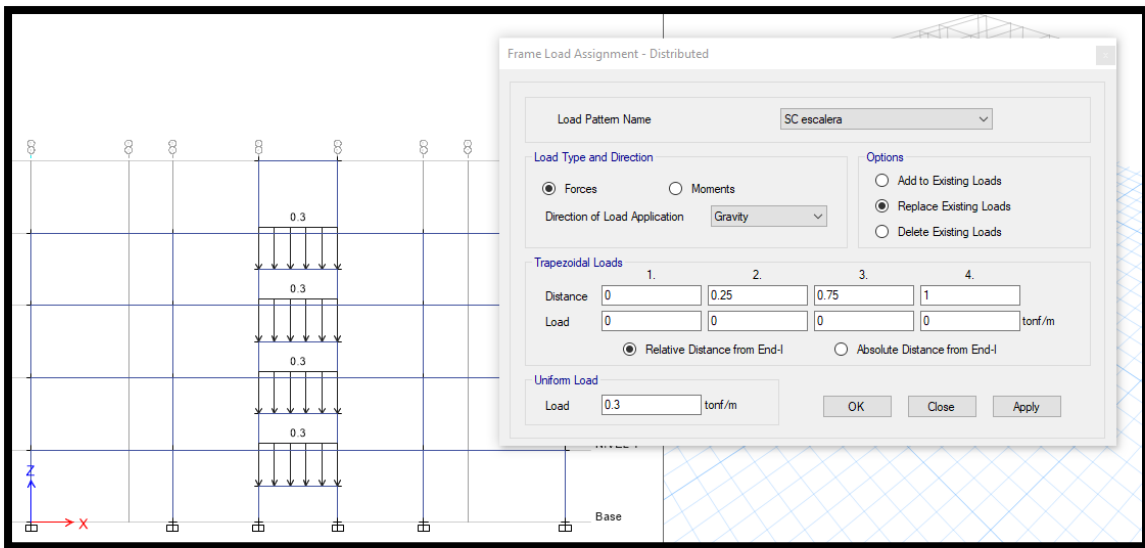 Frame Load Assignment - Distributed
Load Pattern Name SC escalera
Load Type and Direction
Forces Moments
Direction of Load Application Gravity
Options
Add to Existing Loads
Replace Existing Loads
Delete Existing Loads
Trapezoidal Loads
1. 2. 3. 4.
Distance 0 0.25 0.75 1
Load 0 0 0 0 tonf/m
Relative Distance from End-I Absolute Distance from End-I
Uniform Load
Load 0.3 tonf/m
OK Close Apply
0.3
0.3
0.3
0.3
Z
X
Base